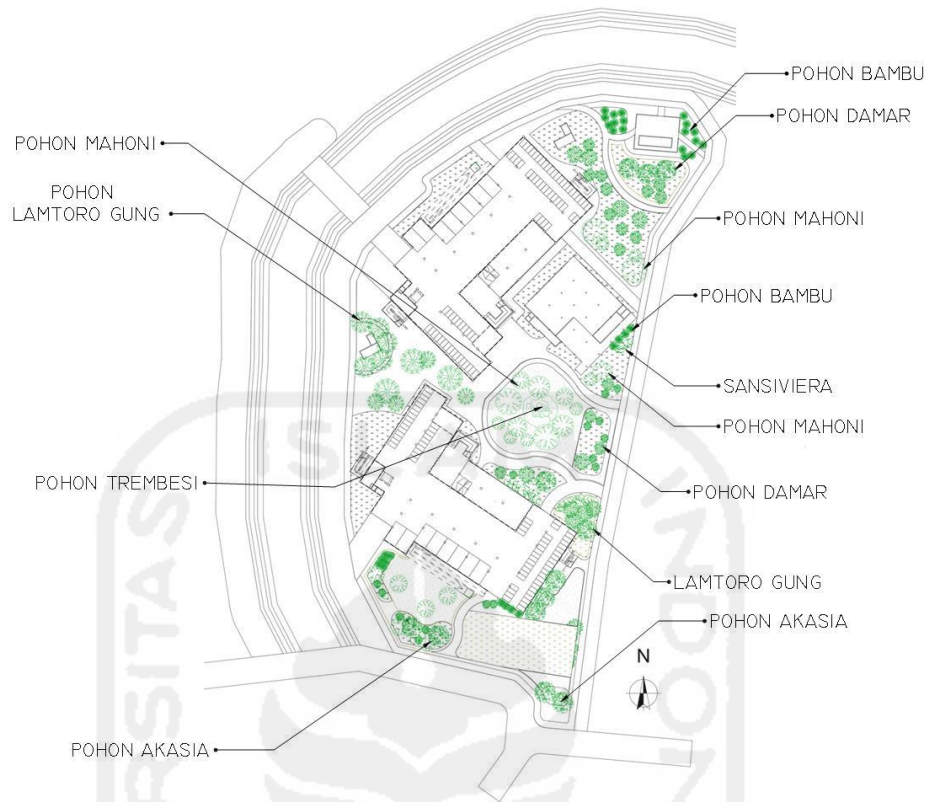 POHON BAMBU
POHON DAMAR
POHON MAHONI
POHON
LAMTORO GUNG
POHON MAHONI
POHON BAMBU
SANSIVIERA
POHON MAHONI
POHON TREMBESI
POHON DAMAR
LAMTORO GUNG
POHON AKASIA
N
POHON AKASIA